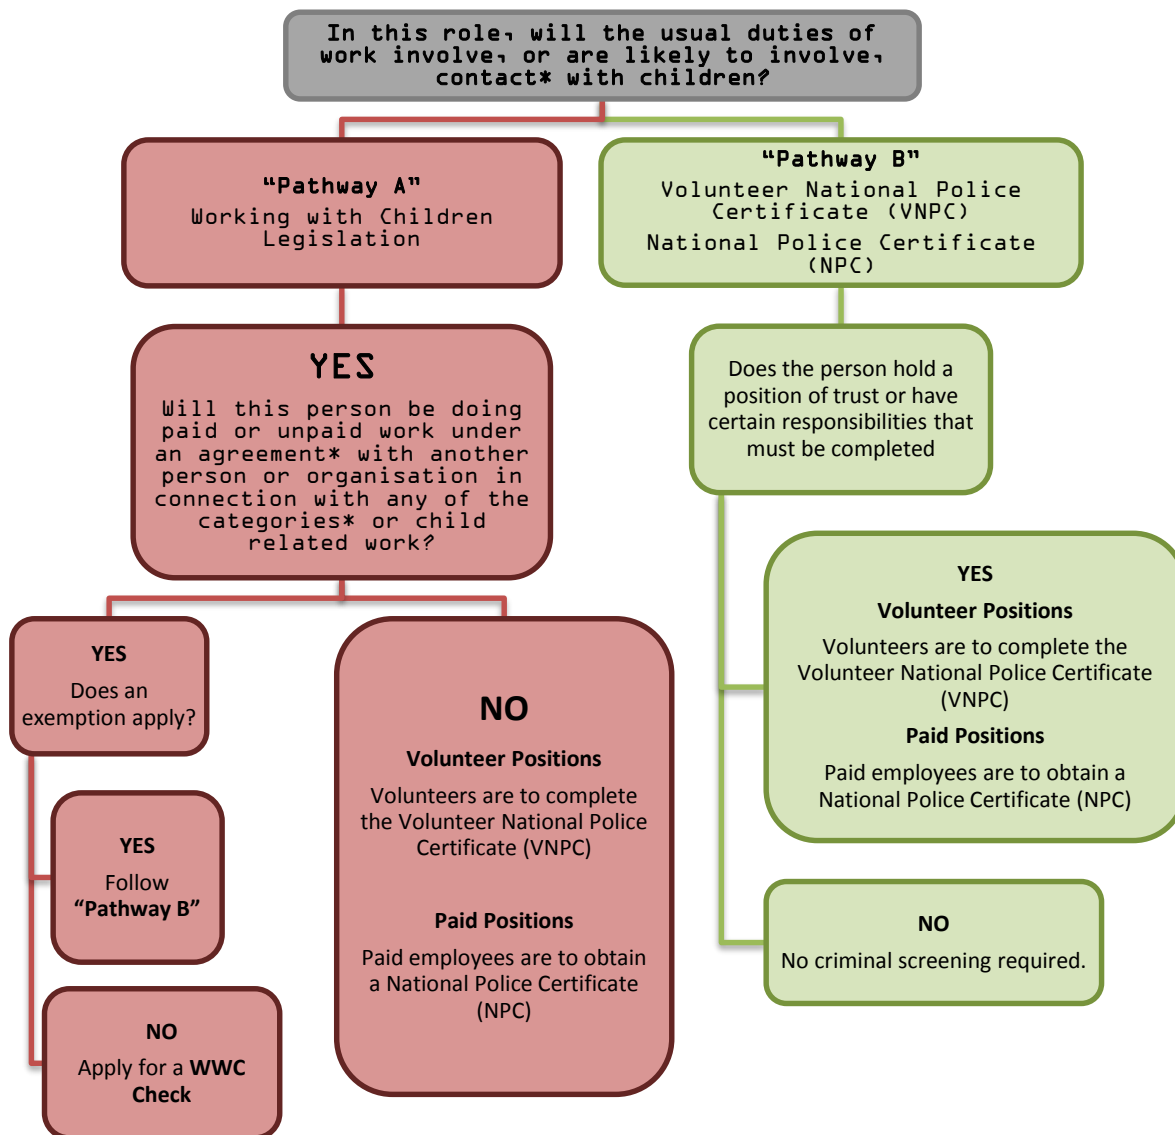 In this role, will the usual duties of
work involve, or are likely to involve,
contact* with children?
“Pathway A”
Working with Children
Legislation
“Pathway B”
Volunteer National Police
Certificate (VNPC)
National Police Certificate
(NPC)
YES
Will this person be doing
paid or unpaid work under
an agreement* with another
person or organisation in
connection with any of the
categories* or child
related work?
Does the person hold a
position of trust or have
certain responsibilities that
must be completed
YES
Does an
exemption apply?
YES
Follow
“Pathway B”
NO
Apply for a WWC
Check
NO
Volunteer Positions
Volunteers are to complete
the Volunteer National Police
Certificate (VNPC)
Paid Positions
Paid employees are to obtain
a National Police Certificate
(NPC)
YES
Volunteer Positions
Volunteers are to complete the
Volunteer National Police Certificate
(VNPC)
Paid Positions
Paid employees are to obtain a
National Police Certificate (NPC)
NO
No criminal screening required.